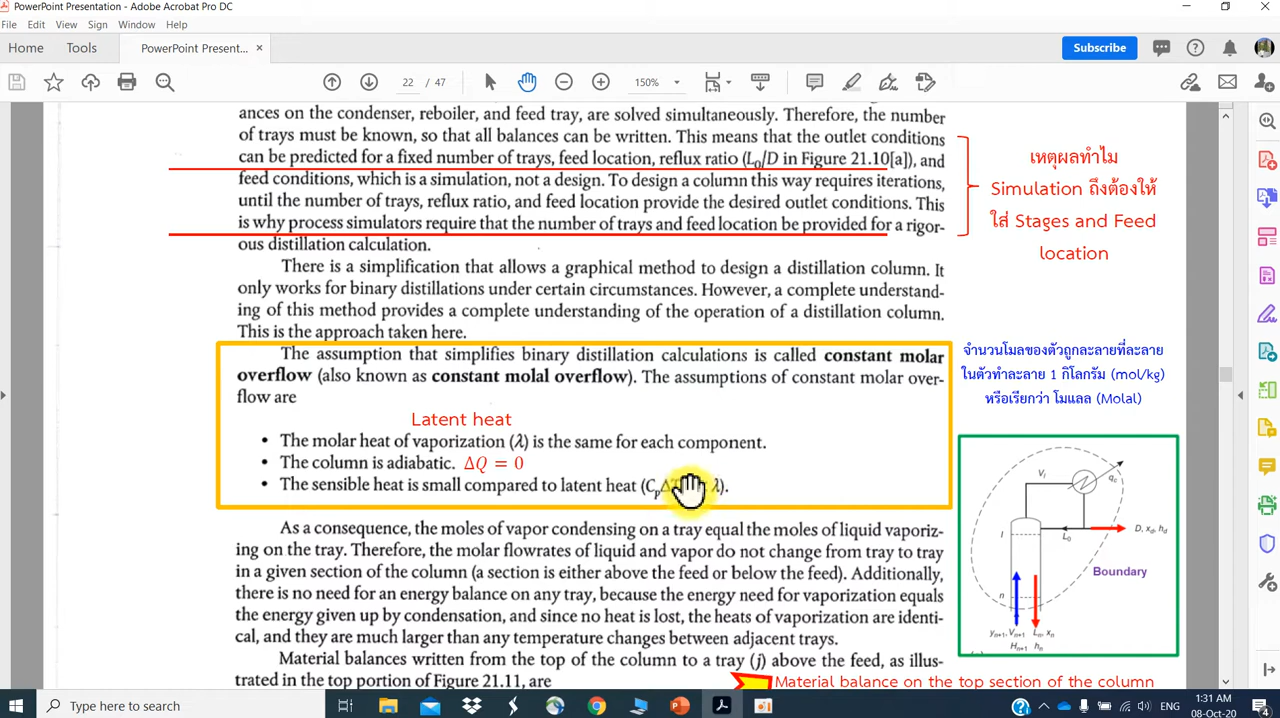 PowerPoint Presentation - Adobe Acrobat Pro DC
File Edit View Sign Window Help
Home Tools PowerPoint Present... × Subscribe
22 / 47 150%
ances on the condenser, reboiler, and feed tray, are solved simultaneously. Therefore, the number
of trays must be known, so that all balances can be written. This means that the outlet conditions
can be predicted for a fixed number of trays, feed location, reflux ratio (L₀/D in Figure 21.10[a]), and
feed conditions, which is a simulation, not a design. To design a column this way requires iterations,
until the number of trays, reflux ratio, and feed location provide the desired outlet conditions. This
is why process simulators require that the number of trays and feed location be provided for a rigor-
ous distillation calculation.
เหตุผลทำไม
Simulation ถึงต้องให้
ใส่ Stages and Feed
location
There is a simplification that allows a graphical method to design a distillation column. It
only works for binary distillations under certain circumstances. However, a complete understand-
ing of this method provides a complete understanding of the operation of a distillation column.
This is the approach taken here.
The assumption that simplifies binary distillation calculations is called constant molar
overflow (also known as constant molal overflow). The assumptions of constant molar over-
flow are
Latent heat
• The molar heat of vaporization (λ) is the same for each component.
• The column is adiabatic. ΔQ = 0
• The sensible heat is small compared to latent heat (CₚΔ λ).
จำนวนโมลของตัวถูกละลายที่ละลาย
ในตัวทำละลาย 1 กิโลกรัม (mol/kg)
หรือเรียกว่า โมแลล (Molal)
V₁
qc
L₀
D, xd, hd
1
Boundary
n
yn+1, Vn+1 Ln, xn
Hn+1 hn
As a consequence, the moles of vapor condensing on a tray equal the moles of liquid vaporiz-
ing on the tray. Therefore, the molar flowrates of liquid and vapor do not change from tray to tray
in a given section of the column (a section is either above the feed or below the feed). Additionally,
there is no need for an energy balance on any tray, because the energy need for vaporization equals
the energy given up by condensation, and since no heat is lost, the heats of vaporization are identi-
cal, and they are much larger than any temperature changes between adjacent trays.
Material balances written from the top of the column to a tray (j) above the feed, as illus-
trated in the top portion of Figure 21.11, are
Material balance on the top section of the column
Type here to search
ENG
1:31 AM
08-Oct-20
4